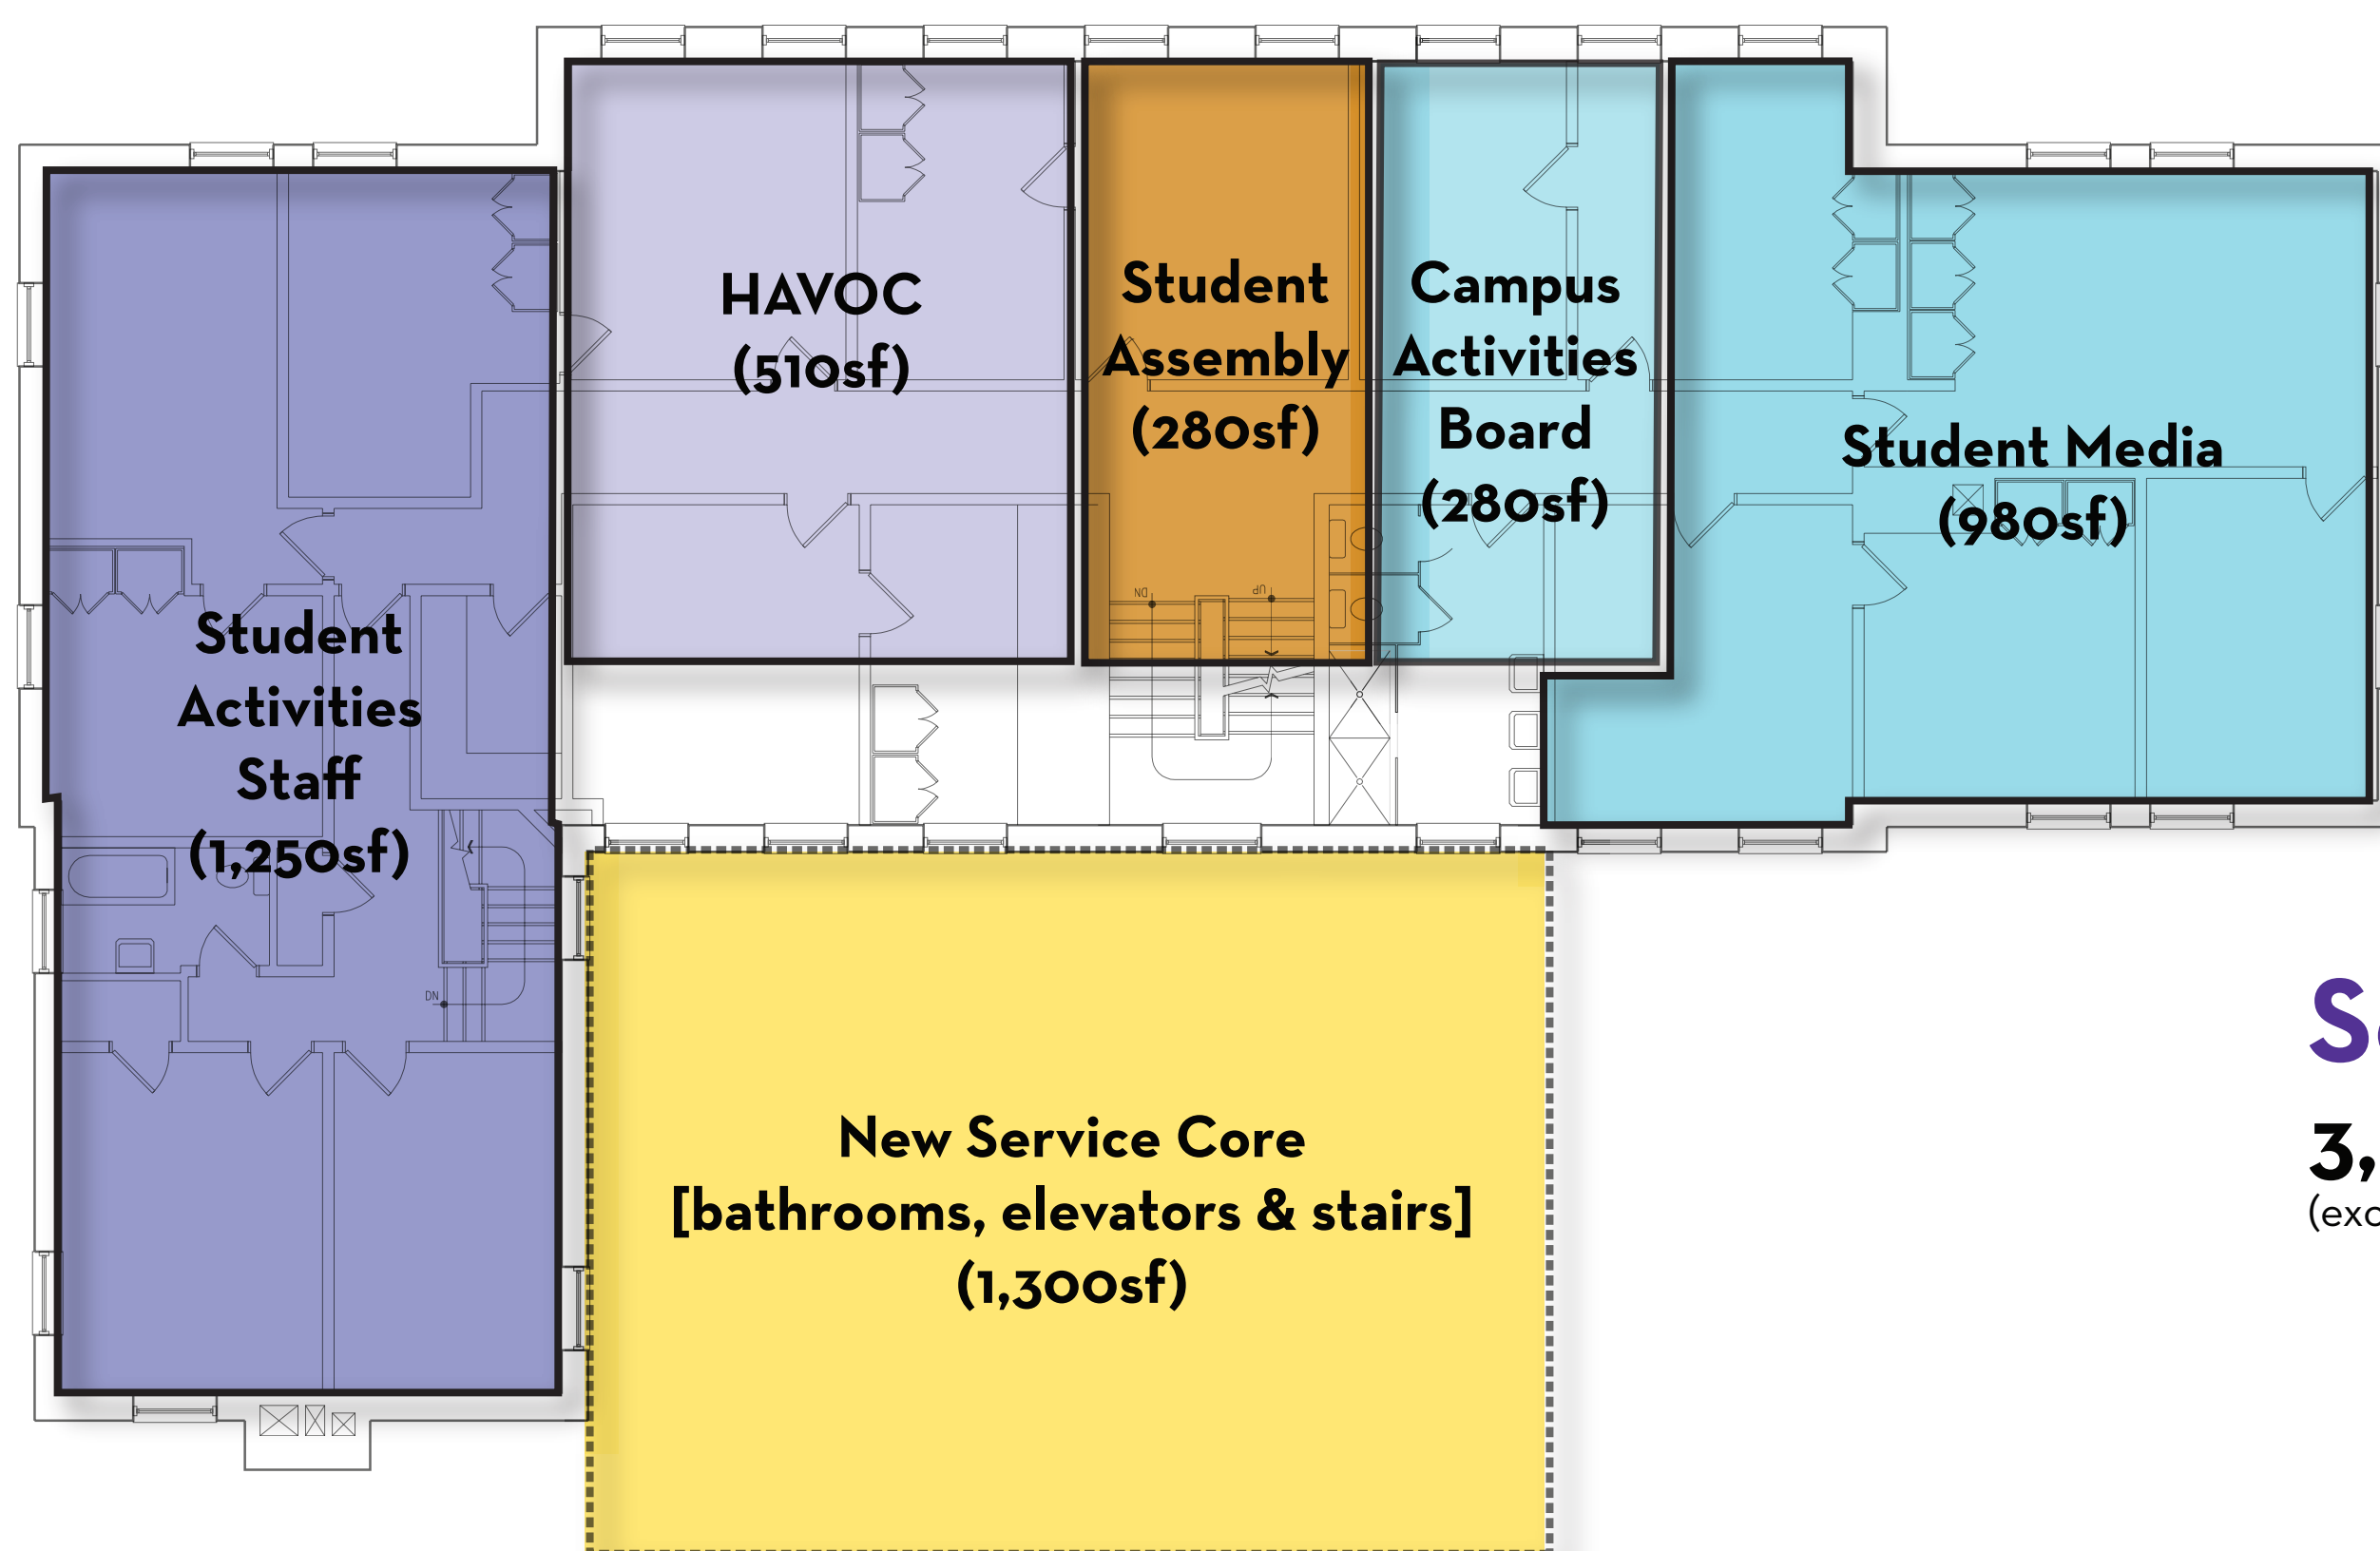 HAVOC
(510sf)
Student
Assembly
(280sf)
Campus
Activities
Board
(280sf)
Student Media
(980sf)
Student
Activities
Staff
(1,250sf)
DN
UP
DN
New Service Core
[bathrooms, elevators & stairs]
(1,300sf)
3,